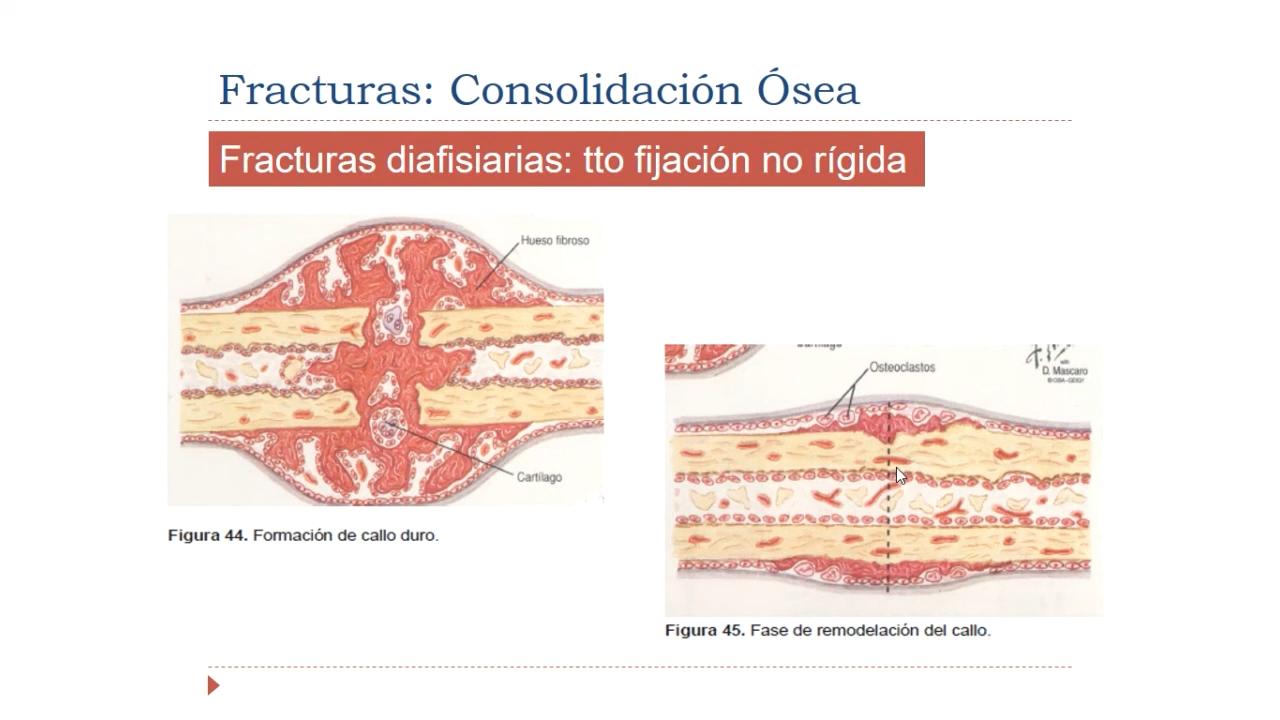 Fracturas: Consolidación Ósea
Fracturas diafisiarias: tto fijación no rígida
Hueso fibroso
Cartílago
Figura 44. Formación de callo duro.
Osteoclastos
D. Mascaro
Figura 45. Fase de remodelación del callo.